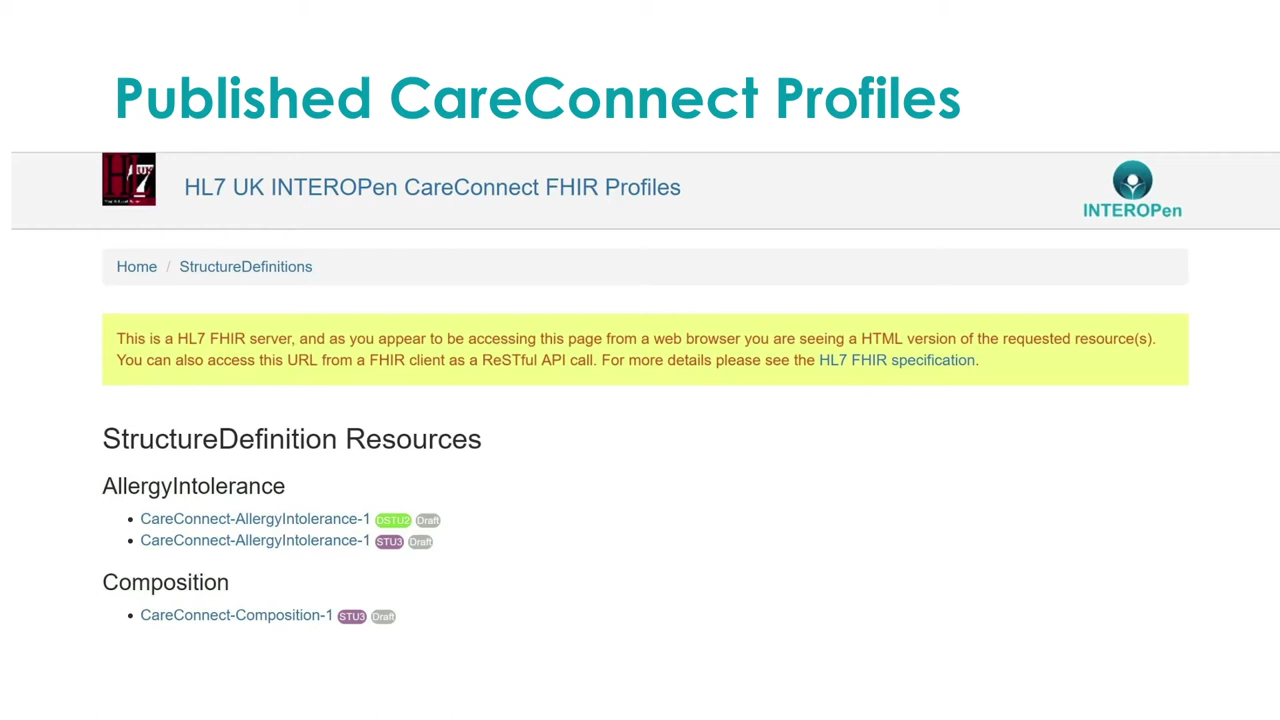 Published CareConnect Profiles
HL7 UK
HL7 UK INTEROPen CareConnect FHIR Profiles
INTEROPen
Home / StructureDefinitions
This is a HL7 FHIR server, and as you appear to be accessing this page from a web browser you are seeing a HTML version of the requested resource(s).
You can also access this URL from a FHIR client as a ReSTful API call. For more details please see the HL7 FHIR specification.
StructureDefinition Resources
AllergyIntolerance
• CareConnect-AllergyIntolerance-1 DSTU2 Draft
• CareConnect-AllergyIntolerance-1 STU3 Draft
Composition
• CareConnect-Composition-1 STU3 Draft